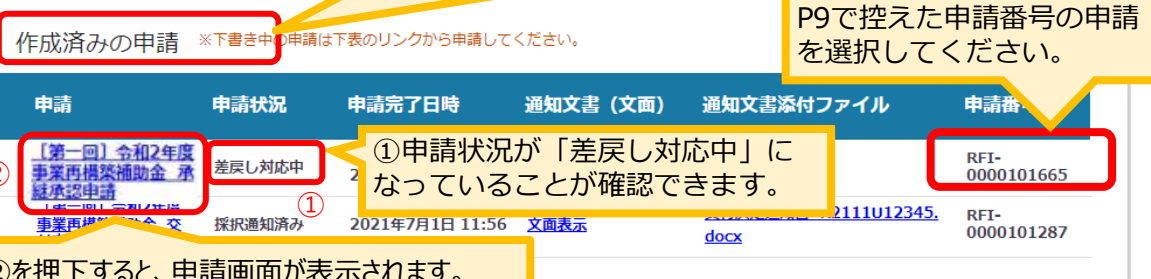 P9で控えた申請番号の申請
を選択してください。
作成済みの申請 ※下書き中の申請は下表のリンクから申請してください。
申請 申請状況 申請完了日時 通知文書（文面） 通知文書添付ファイル 申請番
［第一回］令和2年度
事業再構築補助金 承
継承認申請
差戻し対応中
①申請状況が「差戻し対応中」に
なっていることが確認できます。
RFI-
0000101665
①
［第一回］令和2年度
事業再構築補助金 交
採択通知済み 2021年7月1日 11:56 文面表示
R2111U12345.
docx
RFI-
0000101287
②を押下すると、申請画面が表示されます。